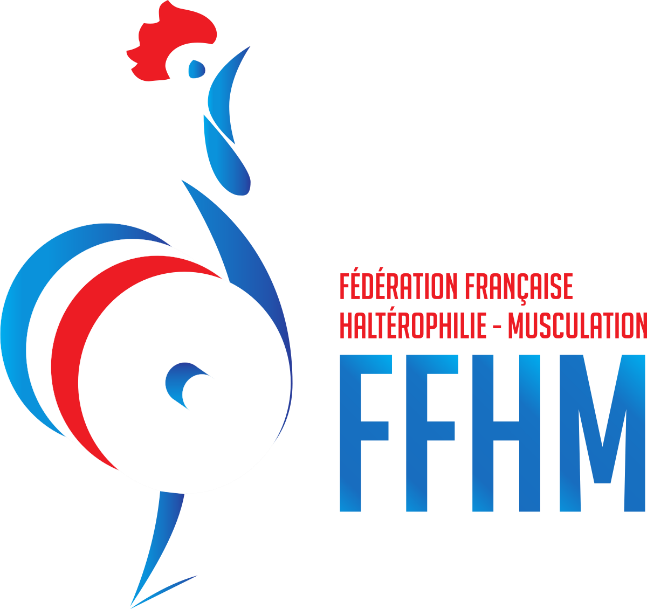 FÉDÉRATION FRANÇAISE
HALTÉROPHILIE - MUSCULATION
FFHM